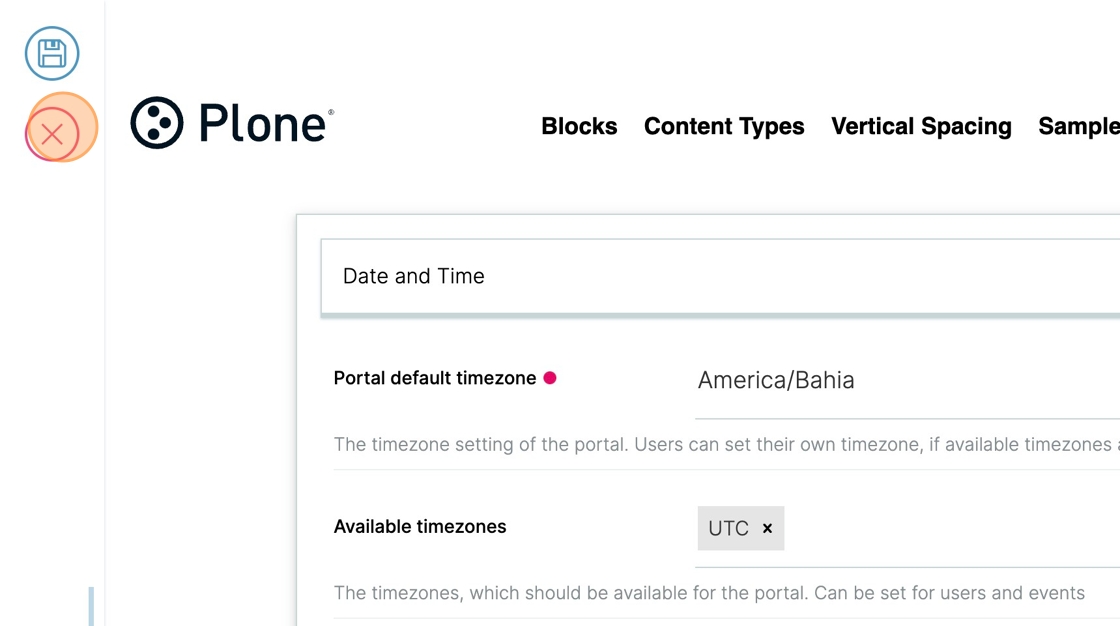 Plone®
Blocks Content Types Vertical Spacing Sample
Date and Time
Portal default timezone
America/Bahia
The timezone setting of the portal. Users can set their own timezone, if available timezones
Available timezones
UTC ×
The timezones, which should be available for the portal. Can be set for users and events